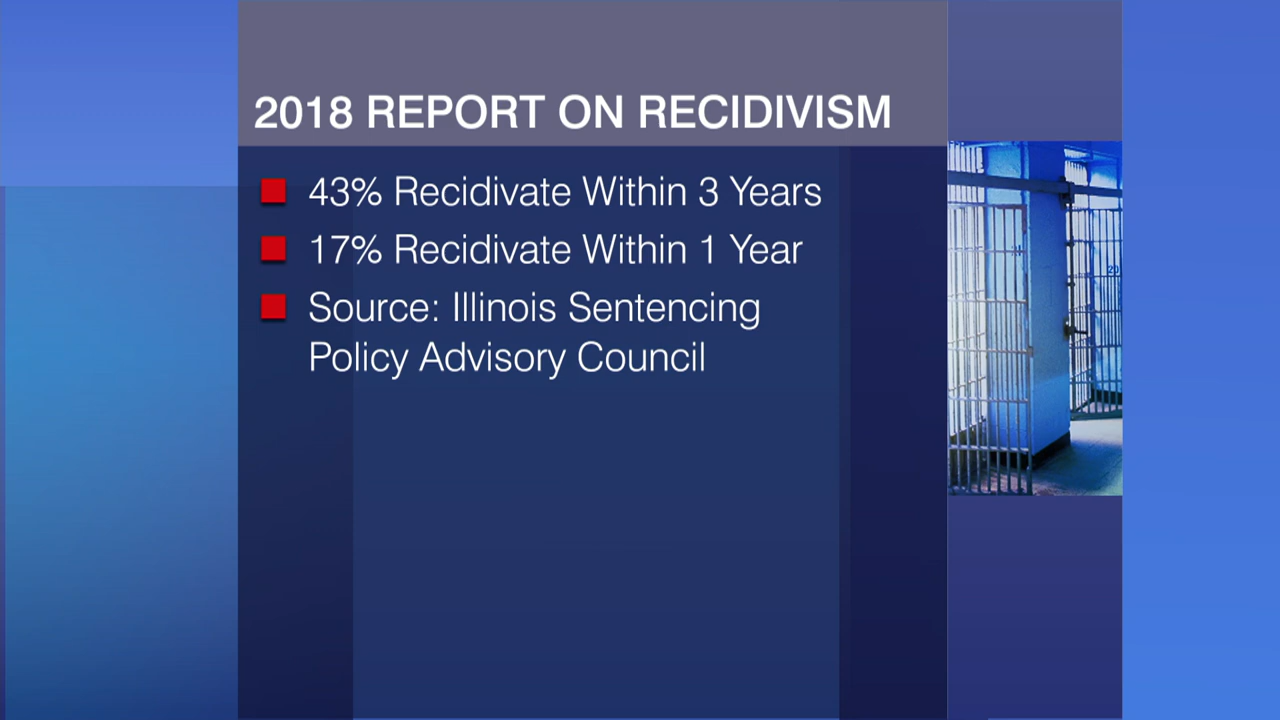 2018 REPORT ON RECIDIVISM
43% Recidivate Within 3 Years
17% Recidivate Within 1 Year
Source: Illinois Sentencing
Policy Advisory Council